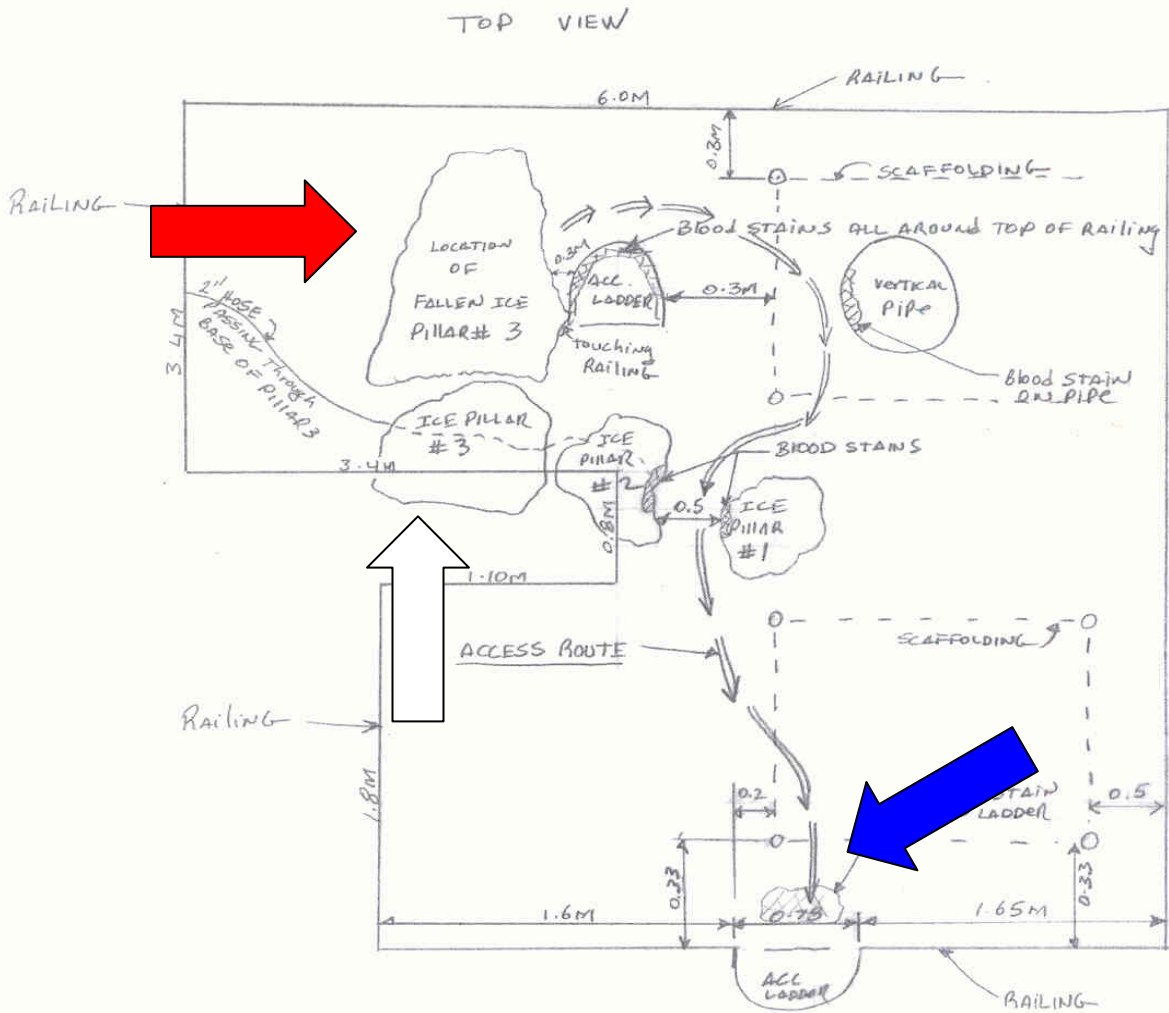 TOP VIEW
RAILING
6.0M
0.3M
SCAFFOLDING
RAILING
LOCATION
OF
FALLEN ICE
PILLAR # 3
Blood STAINS ALL AROUND TOP OF RAILING
0.3M
ACC.
LADDER
0.3M
VERTICAL
PIPE
2" HOSE
PASSING THROUGH
BASE OF PILLAR 3
3.4M
TOUCHING
RAILING
Blood STAIN
ON PIPE
ICE PILLAR
# 3
ICE
PILLAR
# 2
BLOOD STAINS
3.4M
0.5
ICE
PILLAR
#1
0.8M
1.10M
SCAFFOLDING
ACCESS ROUTE
RAILING
1.8M
0.2
STAIN
LADDER
0.5
0.33
0.33
1.6M
0.75
1.65M
ACC
LADDER
RAILING